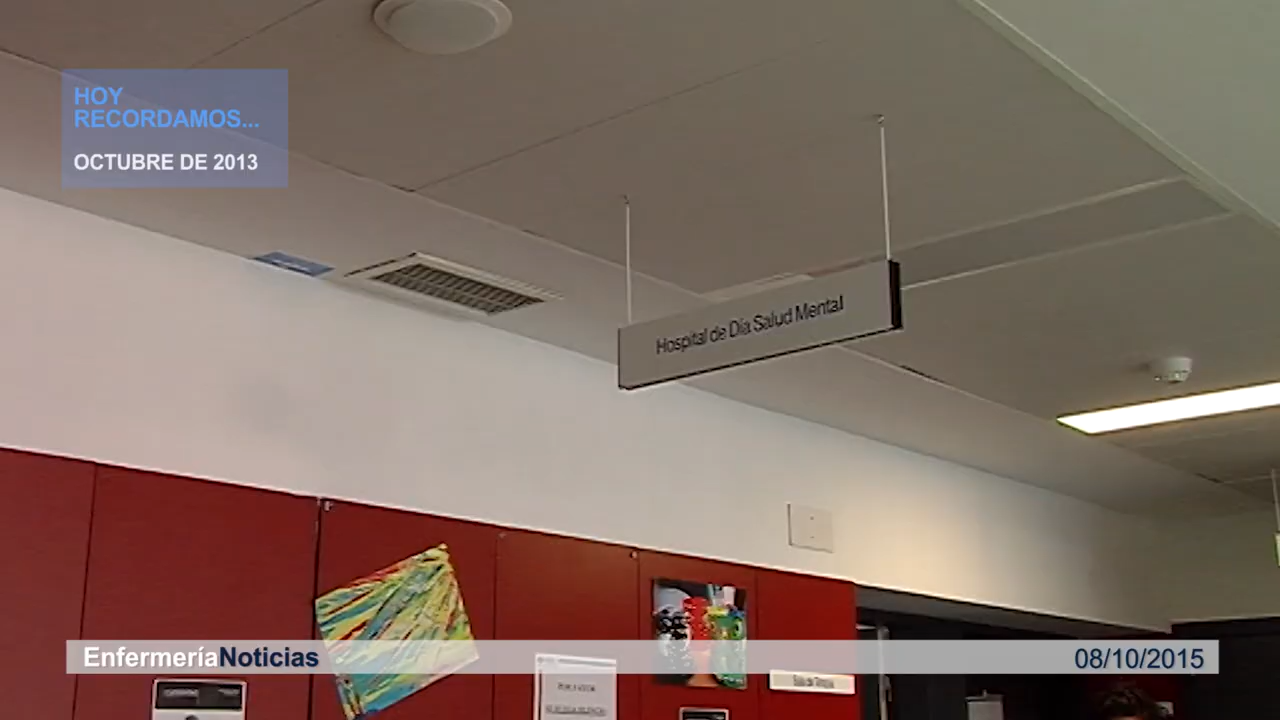 HOY
RECORDAMOS...
OCTUBRE DE 2013
Hospital de Día Salud Mental
EnfermeríaNoticias
08/10/2015